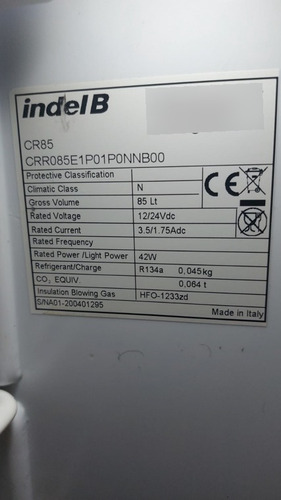 indelB
CR85
CRR085E1P01P0NNB00
Protective Classification
Climatic Class N
Gross Volume 85 Lt
Rated Voltage 12/24Vdc
Rated Current 3.5/1.75Adc
Rated Frequency
Rated Power /Light Power 42W
Refrigerant/Charge R134a 0,045kg
CO₂ EQUIV. 0,064 t
Insulation Blowing Gas HFO-1233zd
S/NA01-200401295
Made in Italy
CE